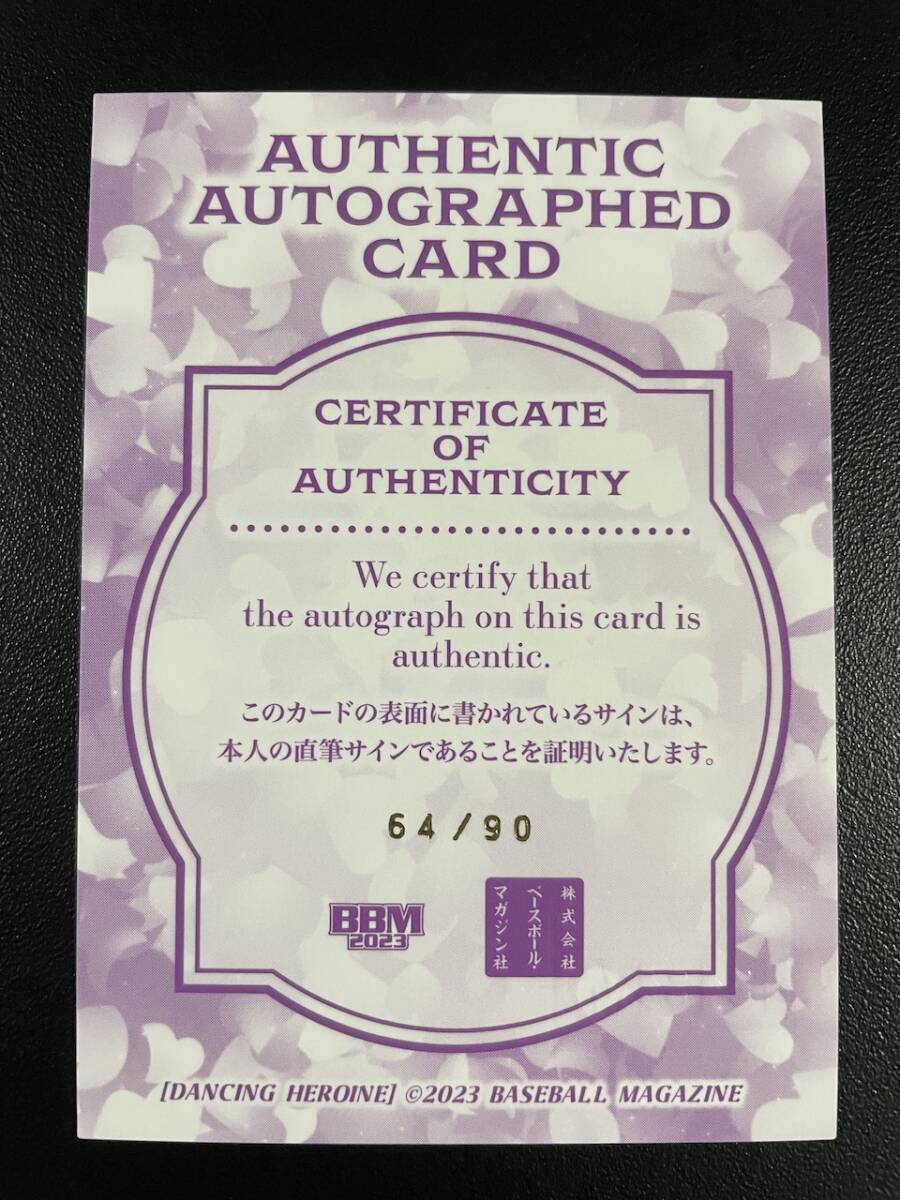 AUTHENTIC
AUTOGRAPHED
CARD
CERTIFICATE
OF
AUTHENTICITY
We certify that
the autograph on this card is
authentic.
このカードの表面に書かれているサインは、
本人の直筆サインであることを証明いたします。
64/90
BBM
2023
株式会社
ベースボール・
マガジン社
[DANCING HEROINE] ©2023 BASEBALL MAGAZINE